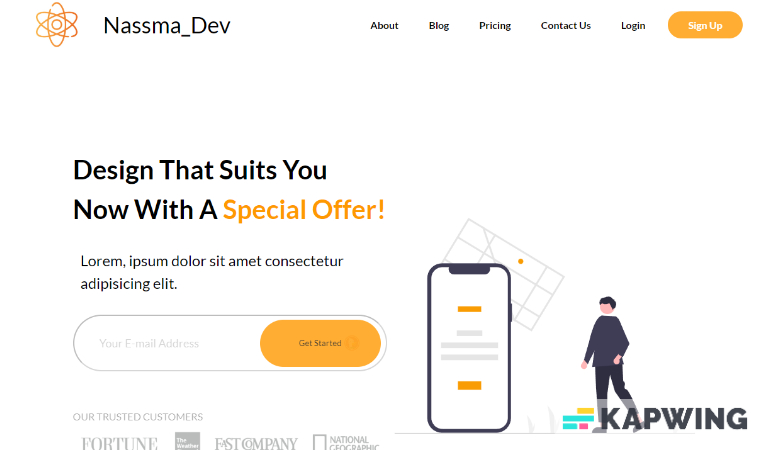 Nassma_Dev
About Blog Pricing Contact Us Login Sign Up
Design That Suits You
Now With A Special Offer!
Lorem, ipsum dolor sit amet consectetur
adipisicing elit.
Your E-mail Address Get Started
OUR TRUSTED CUSTOMERS
FORTUNE The Weather FAST COMPANY NATIONAL GEOGRAPHIC
KAPWING